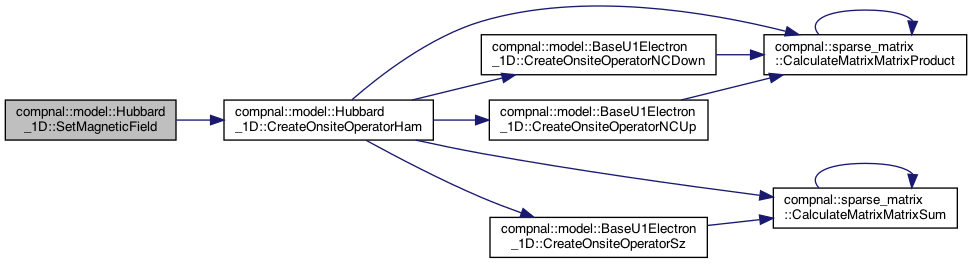 compnal::model::Hubbard
_1D::SetMagneticField
compnal::model::Hubbard
_1D::CreateOnsiteOperatorHam
compnal::model::BaseU1Electron
_1D::CreateOnsiteOperatorNCDown
compnal::model::BaseU1Electron
_1D::CreateOnsiteOperatorNCUp
compnal::model::BaseU1Electron
_1D::CreateOnsiteOperatorSz
compnal::sparse_matrix
::CalculateMatrixMatrixProduct
compnal::sparse_matrix
::CalculateMatrixMatrixSum